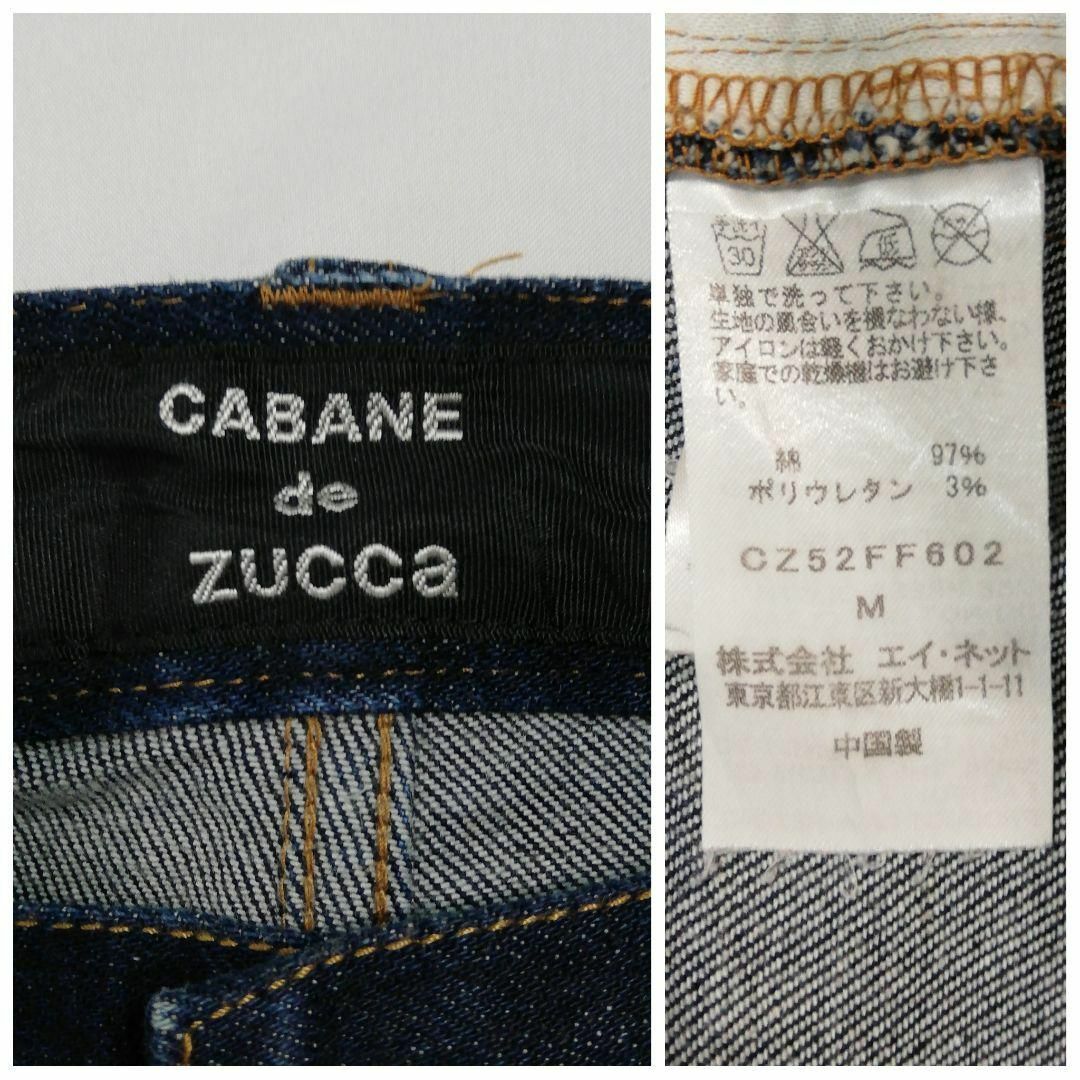 CABANE
de
ZUCCa
手洗イ
30
単独で洗って下さい。
生地の風合いを損なわない様、
アイロンは軽くおかけ下さい。
家庭での乾燥機はお避け下さ
い。
綿 97%
ポリウレタン 3%
CZ52FF602
M
株式会社 エイ・ネット
東京都江東区新大橋1-1-11
中国製